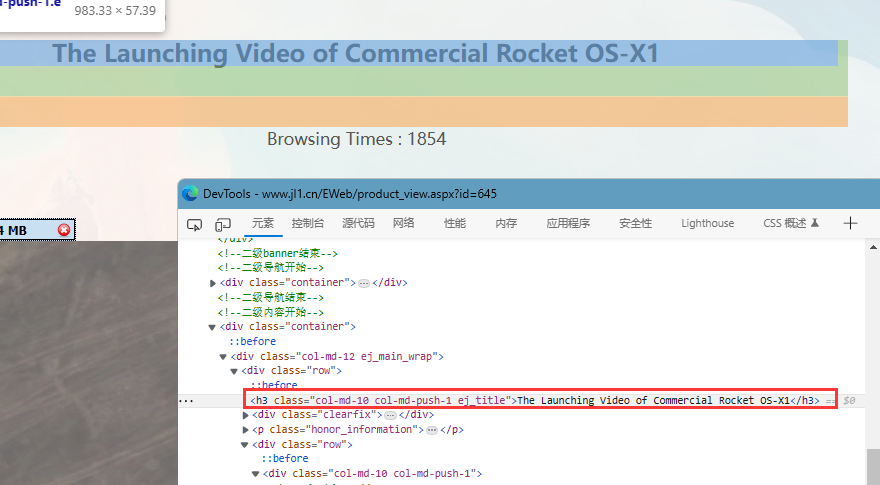 -push-1.e
983.33 × 57.39
The Launching Video of Commercial Rocket OS-X1
Browsing Times : 1854
DevTools - www.jl1.cn/EWeb/product_view.aspx?id=645
4 MB
元素 控制台 源代码 网络 性能 内存 应用程序 安全性 Lighthouse CSS 概述
</div>
<!--二级banner结束-->
<!--二级导航开始-->
<div class="container"> ⋯ </div>
<!--二级导航结束-->
<!--二级内容开始-->
<div class="container">
::before
<div class="col-md-12 ej_main_wrap">
<div class="row">
::before
<h3 class="col-md-10 col-md-push-1 ej_title">The Launching Video of Commercial Rocket OS-X1</h3> == $0
<div class="clearfix"> ⋯ </div>
<p class="honor_information"> ⋯ </p>
<div class="row">
::before
<div class="col-md-10 col-md-push-1">